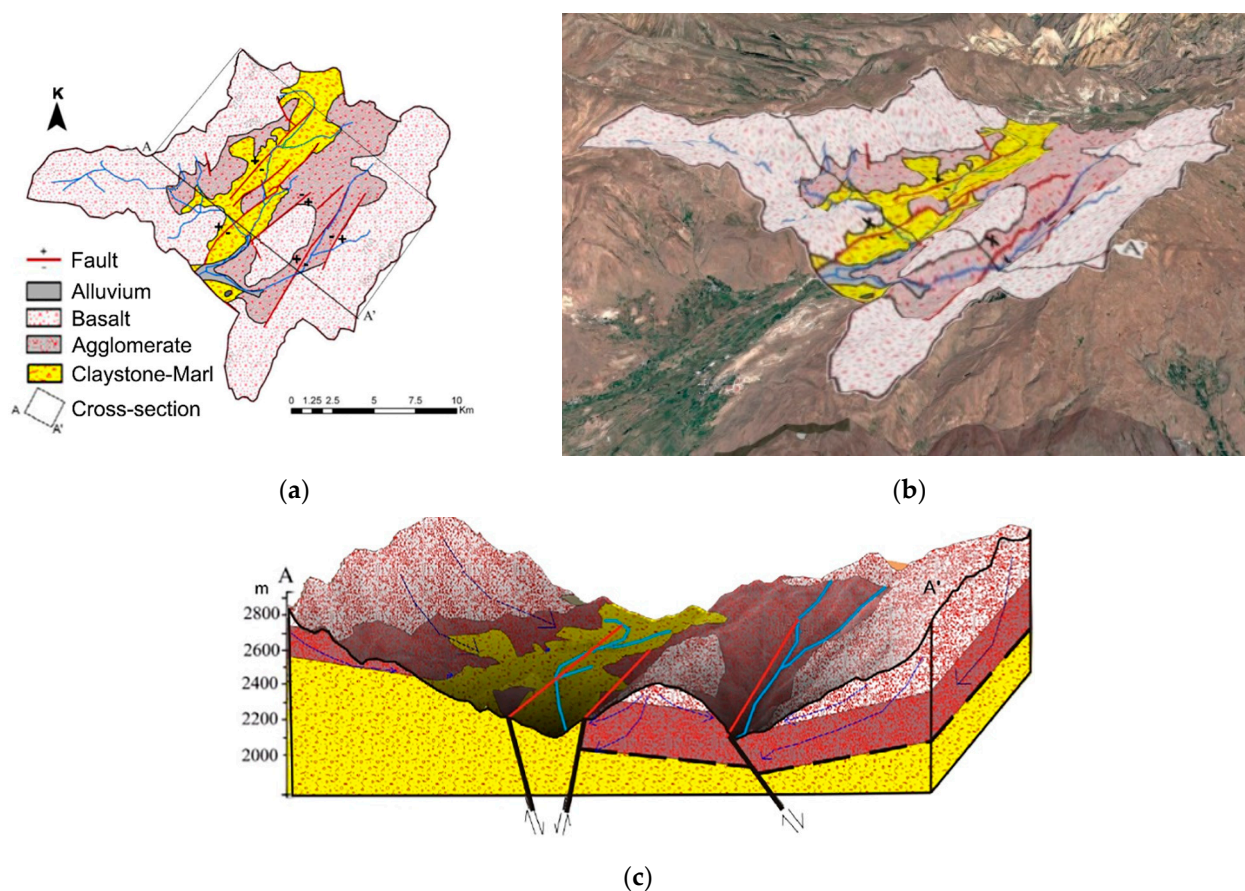 K
A
A'
+
-
Fault
Alluvium
Basalt
Agglomerate
Claystone-Marl
A
A'
Cross-section
0 1.25 2.5 5 7.5 10
Km
(a)
A
(b)
A
m
2800
2600
2400
2200
2000
A'
(c)